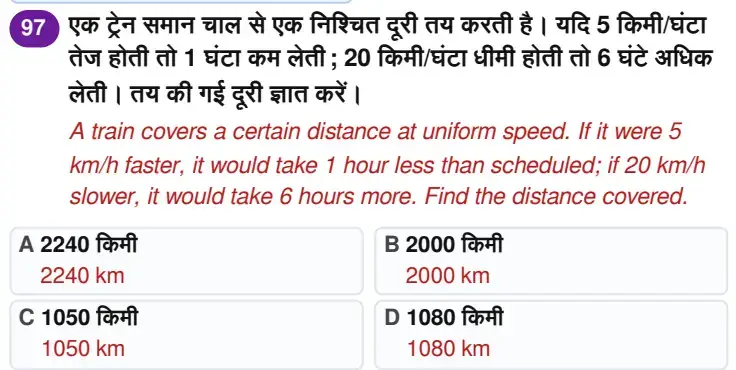 97 एक ट्रेन समान चाल से एक निश्चित दूरी तय करती है। यदि 5 किमी/घंटा
तेज होती तो 1 घंटा कम लेती; 20 किमी/घंटा धीमी होती तो 6 घंटे अधिक
लेती। तय की गई दूरी ज्ञात करें।
A train covers a certain distance at uniform speed. If it were 5
km/h faster, it would take 1 hour less than scheduled; if 20 km/h
slower, it would take 6 hours more. Find the distance covered.
A 2240 किमी
2240 km
B 2000 किमी
2000 km
C 1050 किमी
1050 km
D 1080 किमी
1080 km